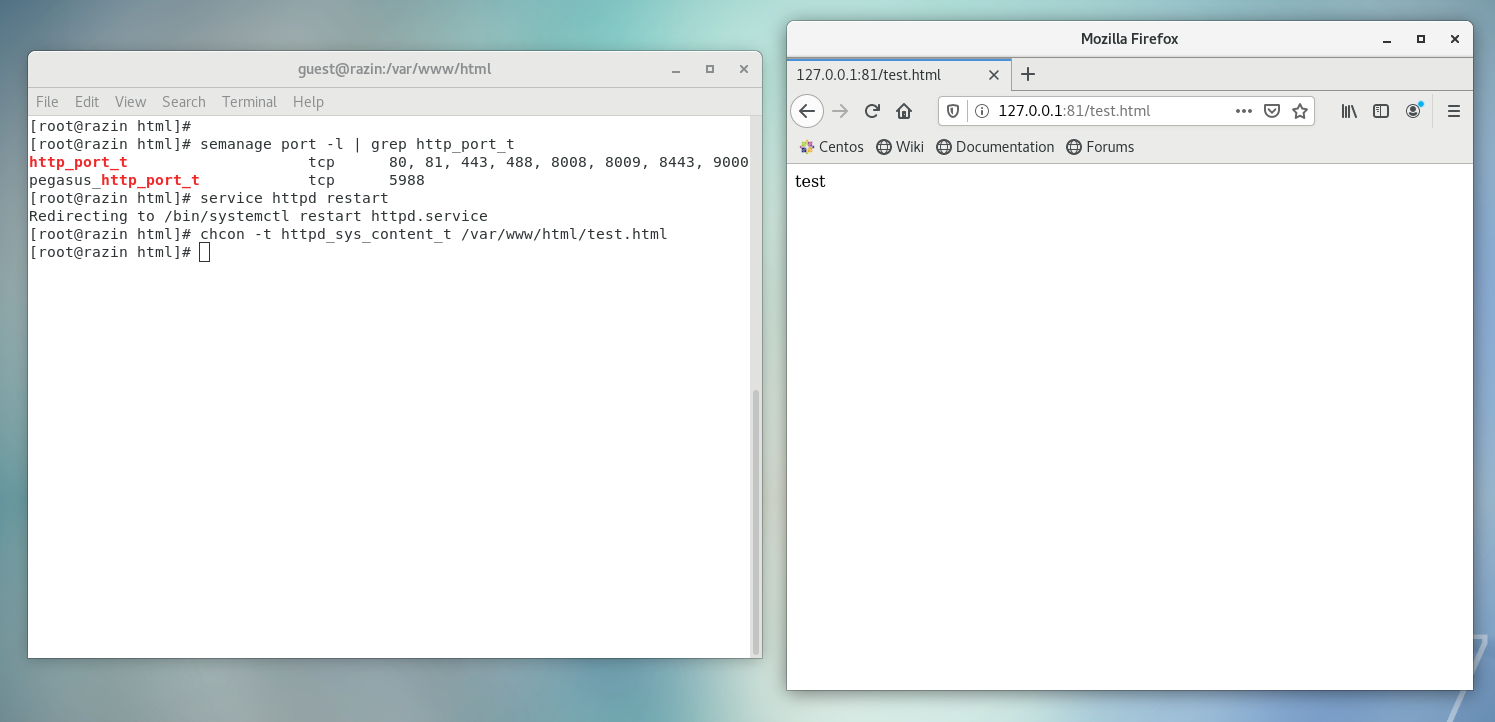 guest@razin:/var/www/html
File Edit View Search Terminal Help
[root@razin html]#
[root@razin html]# semanage port -l | grep http_port_t
http_port_t                    tcp      80, 81, 443, 488, 8008, 8009, 8443, 9000
pegasus_http_port_t            tcp      5988
[root@razin html]# service httpd restart
Redirecting to /bin/systemctl restart httpd.service
[root@razin html]# chcon -t httpd_sys_content_t /var/www/html/test.html
[root@razin html]#
Mozilla Firefox
127.0.0.1:81/test.html
127.0.0.1:81/test.html
Centos Wiki Documentation Forums
test
7